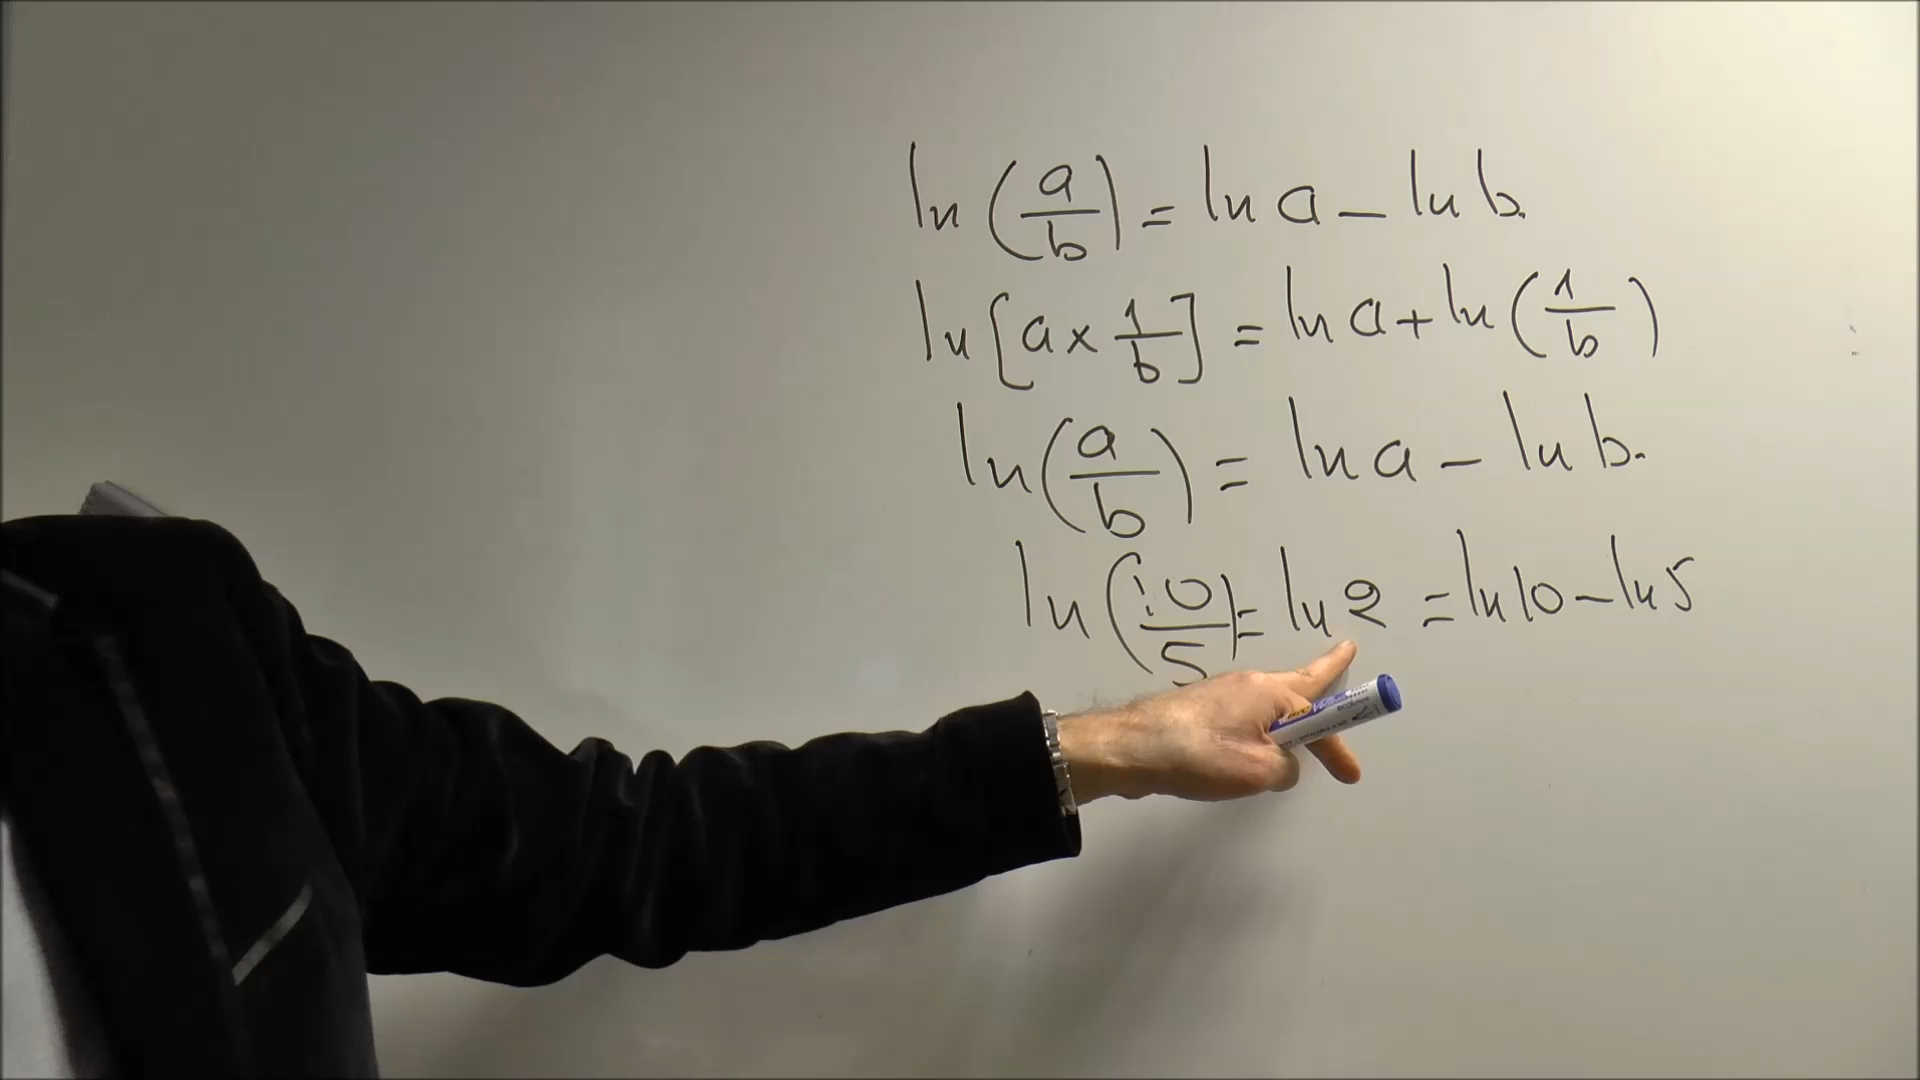 ln (a/b) = ln a - ln b.
ln [a × 1/b] = ln a + ln (1/b)
ln (a/b) = ln a - ln b.
ln (10/5) = ln 2 = ln 10 - ln 5